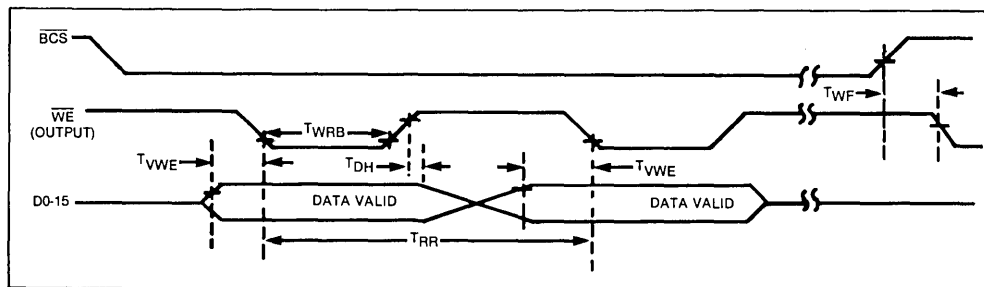 BCS
WE
(OUTPUT)
TWRB
TWF
TVWE
TDH
TVWE
D0-15
DATA VALID
DATA VALID
TRR